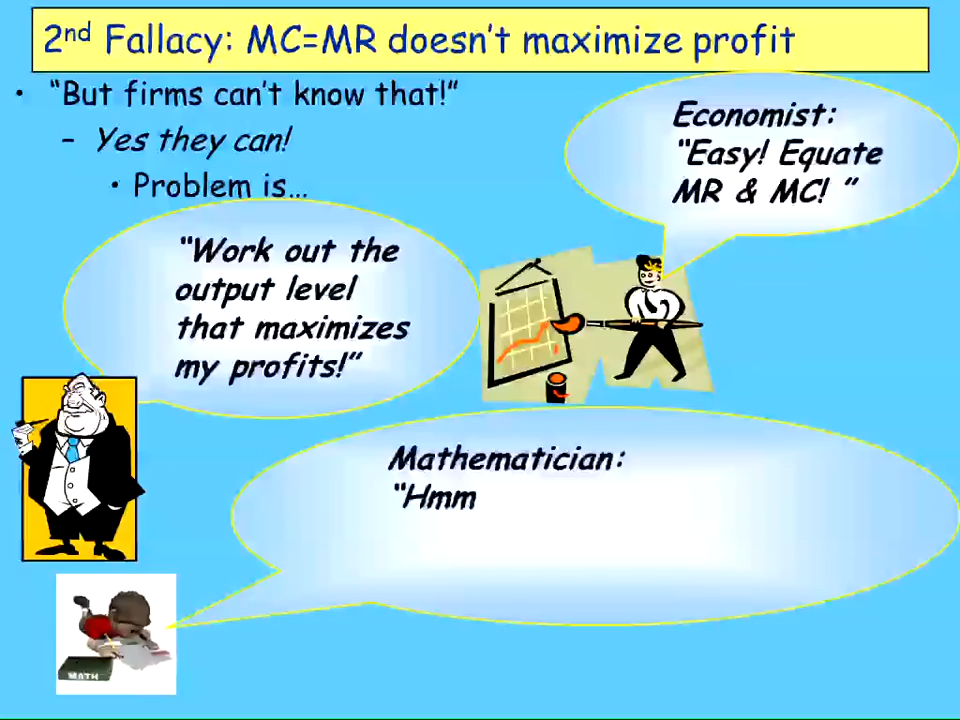 2nd Fallacy: MC=MR doesn't maximize profit
• "But firms can't know that!"
– Yes they can!
• Problem is…
Economist:
"Easy! Equate
MR & MC! "
"Work out the
output level
that maximizes
my profits!"
Mathematician:
"Hmm
MATH